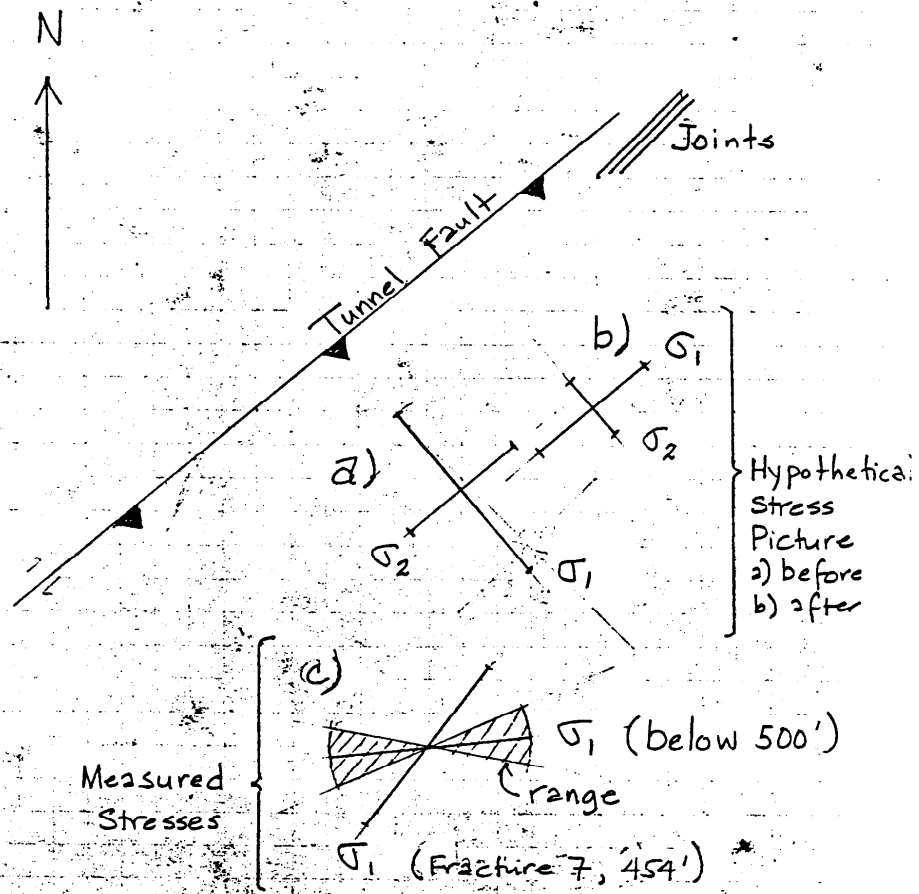 N
Joints
Tunnel Fault
b) σ₁
σ₂
a)
σ₂
σ₁
Hypothetical
Stress
Picture
a) before
b) after
c)
σ₁ (below 500')
range
Measured
Stresses
σ₁ (Fracture 7, 454')